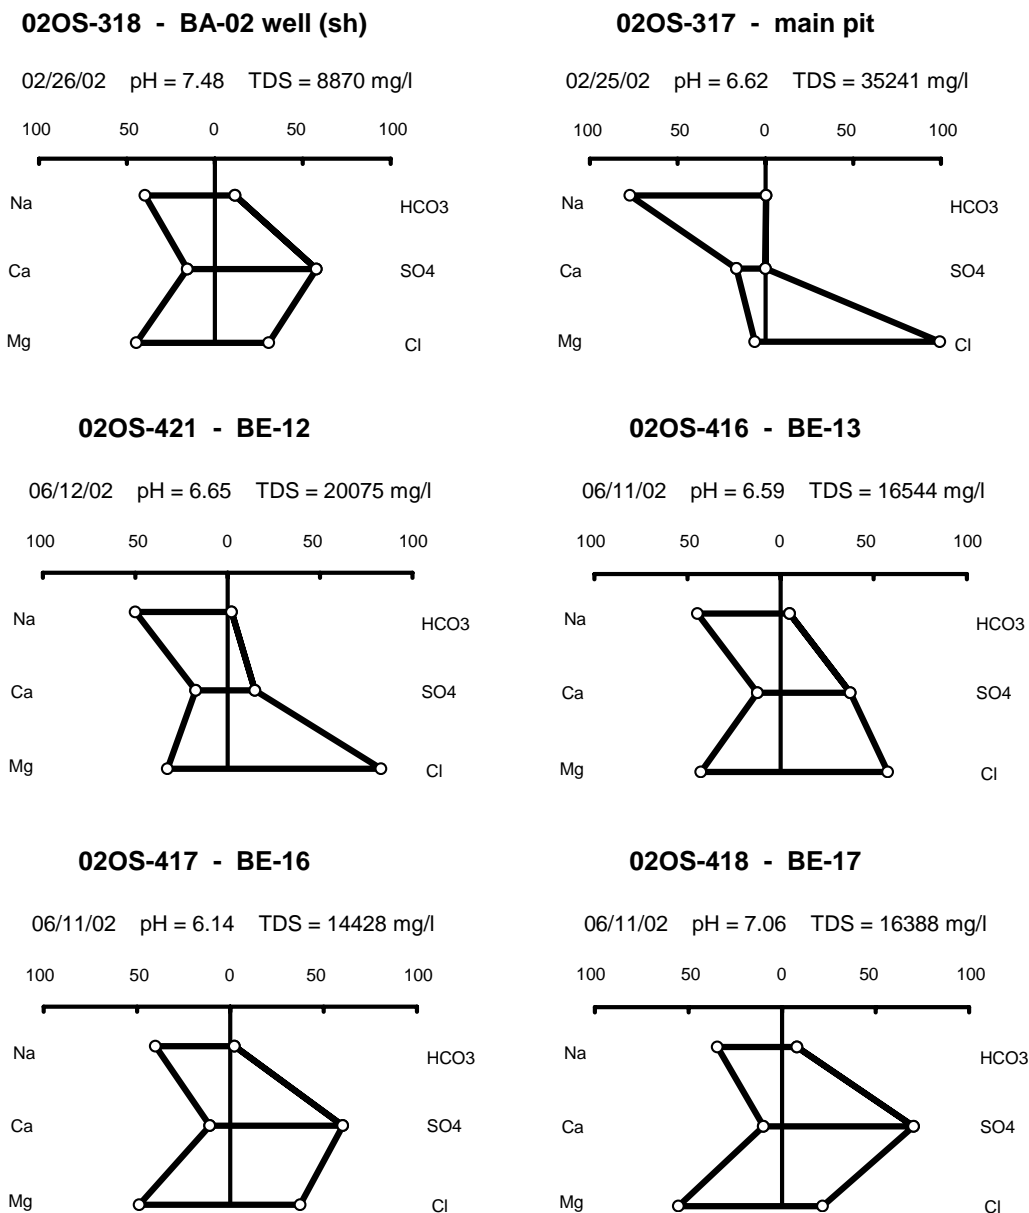 02OS-318 - BA-02 well (sh)
02/26/02 pH = 7.48 TDS = 8870 mg/l
100 50 0 50 100
Na HCO3
Ca SO4
Mg Cl
02OS-317 - main pit
02/25/02 pH = 6.62 TDS = 35241 mg/l
100 50 0 50 100
Na HCO3
Ca SO4
Mg Cl
02OS-421 - BE-12
06/12/02 pH = 6.65 TDS = 20075 mg/l
100 50 0 50 100
Na HCO3
Ca SO4
Mg Cl
02OS-416 - BE-13
06/11/02 pH = 6.59 TDS = 16544 mg/l
100 50 0 50 100
Na HCO3
Ca SO4
Mg Cl
02OS-417 - BE-16
06/11/02 pH = 6.14 TDS = 14428 mg/l
100 50 0 50 100
Na HCO3
Ca SO4
Mg Cl
02OS-418 - BE-17
06/11/02 pH = 7.06 TDS = 16388 mg/l
100 50 0 50 100
Na HCO3
Ca SO4
Mg Cl